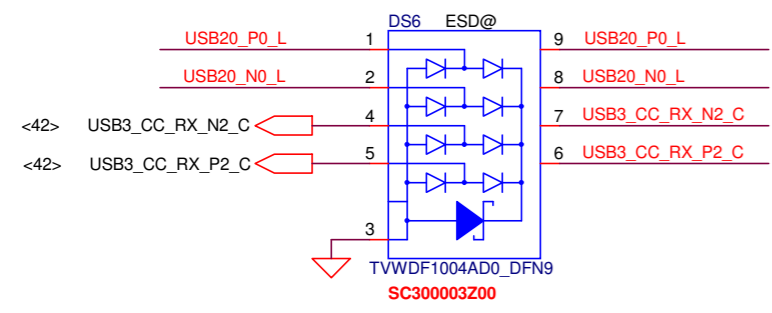 DS6 ESD@
USB20_P0_L 1 9 USB20_P0_L
USB20_N0_L 2 8 USB20_N0_L
<42> USB3_CC_RX_N2_C 4 7 USB3_CC_RX_N2_C
<42> USB3_CC_RX_P2_C 5 6 USB3_CC_RX_P2_C
3
TVWDF1004AD0_DFN9
SC300003Z00